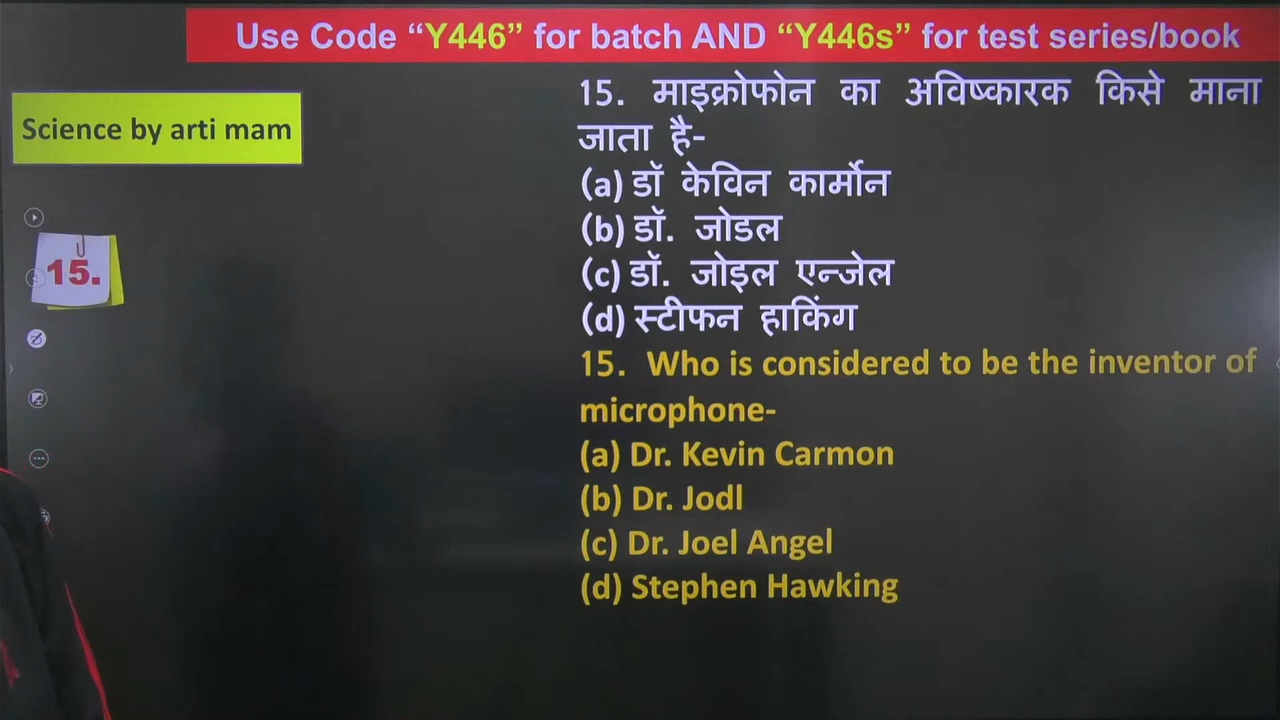 Use Code “Y446” for batch AND “Y446s” for test series/book
Science by arti mam
15.
15. माइक्रोफोन का अविष्कारक किसे माना
जाता है-
(a) डॉ केविन कार्मोन
(b) डॉ. जोडल
(c) डॉ. जोइल एन्जेल
(d) स्टीफन हाकिंग
15. Who is considered to be the inventor of
microphone-
(a) Dr. Kevin Carmon
(b) Dr. Jodl
(c) Dr. Joel Angel
(d) Stephen Hawking